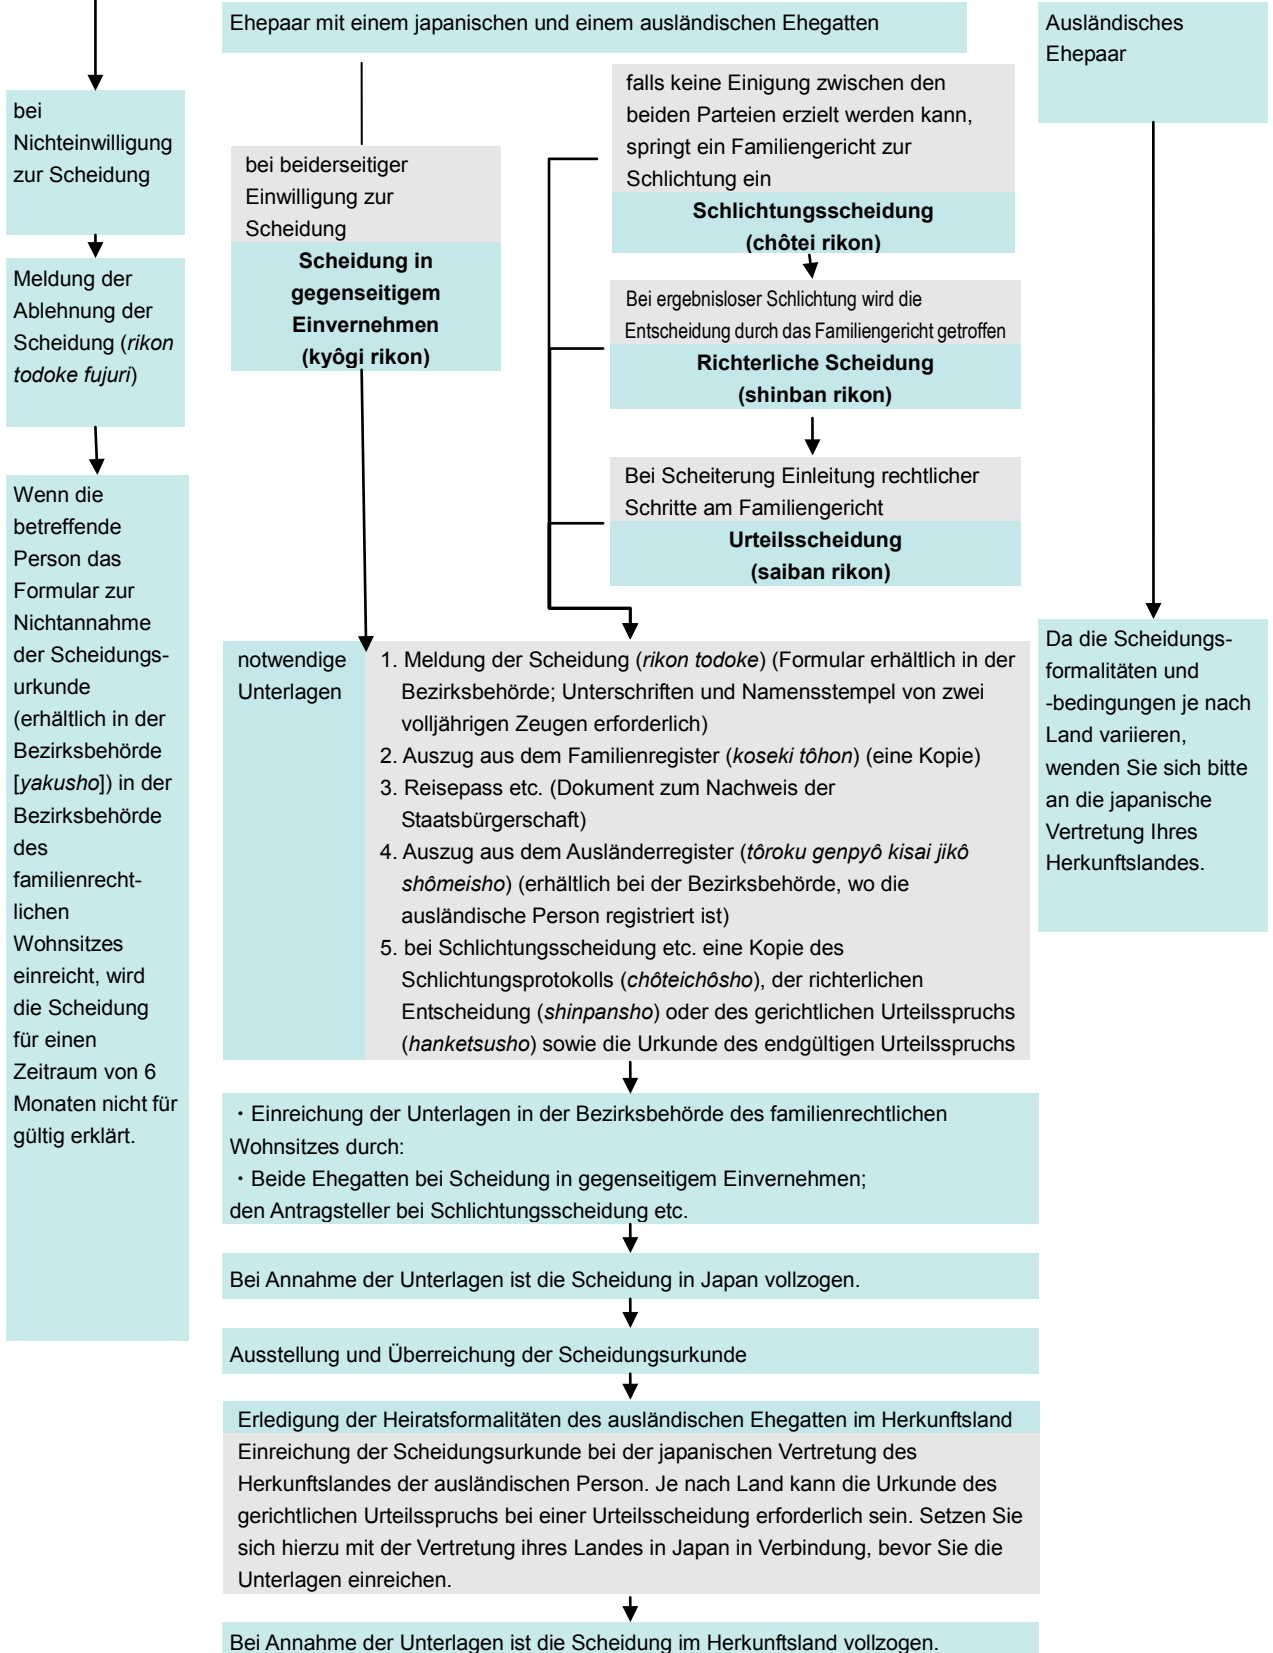 bei
Nichteinwilligung
zur Scheidung
Meldung der
Ablehnung der
Scheidung (rikon
todoke fujuri)
Wenn die
betreffende
Person das
Formular zur
Nichtannahme
der Scheidungs-
urkunde
(erhältlich in der
Bezirksbehörde
[yakusho]) in der
Bezirksbehörde
des
familienrecht-
lichen
Wohnsitzes
einreicht, wird
die Scheidung
für einen
Zeitraum von 6
Monaten nicht für
gültig erklärt.
Ehepaar mit einem japanischen und einem ausländischen Ehegatten
bei beiderseitiger
Einwilligung zur
Scheidung
Scheidung in
gegenseitigem
Einvernehmen
(kyôgi rikon)
falls keine Einigung zwischen den
beiden Parteien erzielt werden kann,
springt ein Familiengericht zur
Schlichtung ein
Schlichtungsscheidung
(chôtei rikon)
Bei ergebnisloser Schlichtung wird die
Entscheidung durch das Familiengericht getroffen
Richterliche Scheidung
(shinban rikon)
Bei Scheiterung Einleitung rechtlicher
Schritte am Familiengericht
Urteilsscheidung
(saiban rikon)
notwendige
Unterlagen
1. Meldung der Scheidung (rikon todoke) (Formular erhältlich in der
Bezirksbehörde; Unterschriften und Namensstempel von zwei
volljährigen Zeugen erforderlich)
2. Auszug aus dem Familienregister (koseki tôhon) (eine Kopie)
3. Reisepass etc. (Dokument zum Nachweis der
Staatsbürgerschaft)
4. Auszug aus dem Ausländerregister (tôroku genpyô kisai jikô
shômeisho) (erhältlich bei der Bezirksbehörde, wo die
ausländische Person registriert ist)
5. bei Schlichtungsscheidung etc. eine Kopie des
Schlichtungsprotokolls (chôteichôsho), der richterlichen
Entscheidung (shinpansho) oder des gerichtlichen Urteilsspruchs
(hanketsusho) sowie die Urkunde des endgültigen Urteilsspruchs
・Einreichung der Unterlagen in der Bezirksbehörde des familienrechtlichen
Wohnsitzes durch:
・Beide Ehegatten bei Scheidung in gegenseitigem Einvernehmen;
den Antragsteller bei Schlichtungsscheidung etc.
Bei Annahme der Unterlagen ist die Scheidung in Japan vollzogen.
Ausstellung und Überreichung der Scheidungsurkunde
Erledigung der Heiratsformalitäten des ausländischen Ehegatten im Herkunftsland
Einreichung der Scheidungsurkunde bei der japanischen Vertretung des
Herkunftslandes der ausländischen Person. Je nach Land kann die Urkunde des
gerichtlichen Urteilsspruchs bei einer Urteilsscheidung erforderlich sein. Setzen Sie
sich hierzu mit der Vertretung ihres Landes in Japan in Verbindung, bevor Sie die
Unterlagen einreichen.
Bei Annahme der Unterlagen ist die Scheidung im Herkunftsland vollzogen.
Ausländisches
Ehepaar
Da die Scheidungs-
formalitäten und
-bedingungen je nach
Land variieren,
wenden Sie sich bitte
an die japanische
Vertretung Ihres
Herkunftslandes.